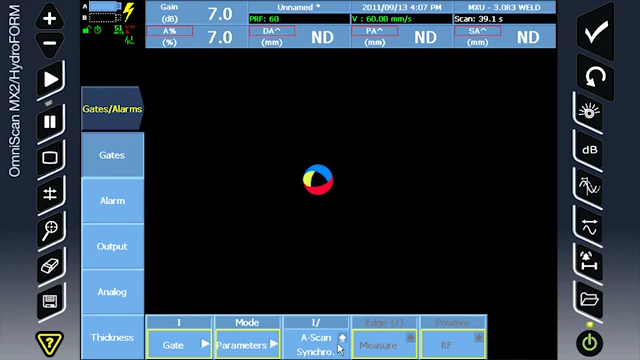 OmniScan MX2/HydroFORM
A
B
S1
Gain
(dB)
7.0
Unnamed *
2011/09/13 4:07 PM
MXU - 3.0R3 WELD
PRF: 60
V: 60.00 mm/s
Scan: 39.1 s
A%
(%)
7.0
DA^
(mm)
ND
PA^
(mm)
ND
SA^
(mm)
ND
Gates/Alarms
Gates
Alarm
Output
Analog
Thickness
I
Gate
Mode
Parameters
I/
A-Scan
Synchro.
Edge (/)
Measure
Positive
RF
dB
?